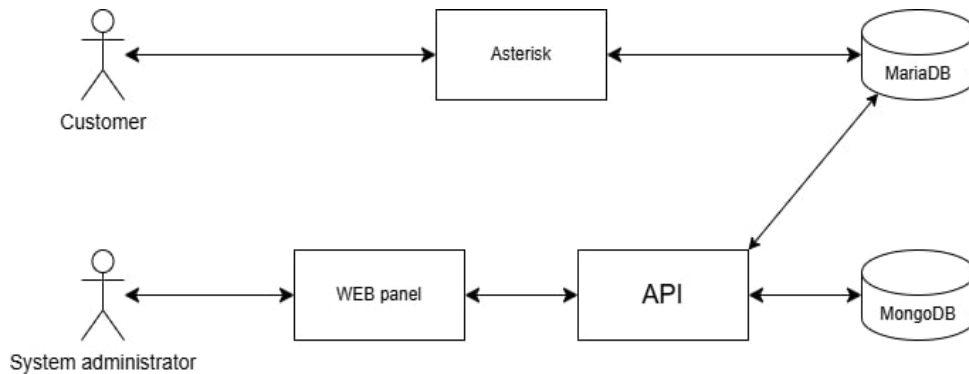 Asterisk
MariaDB
Customer
WEB panel
API
MongoDB
System administrator